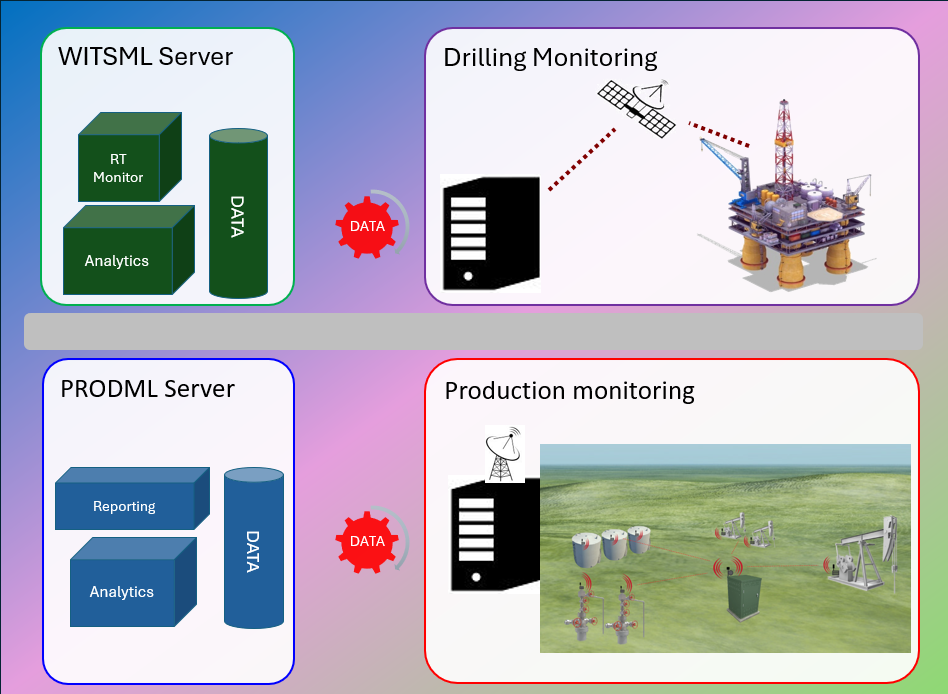 WITSML Server
RT
Monitor
Analytics
DATA
DATA
Drilling Monitoring
PRODML Server
Reporting
Analytics
DATA
DATA
Production monitoring